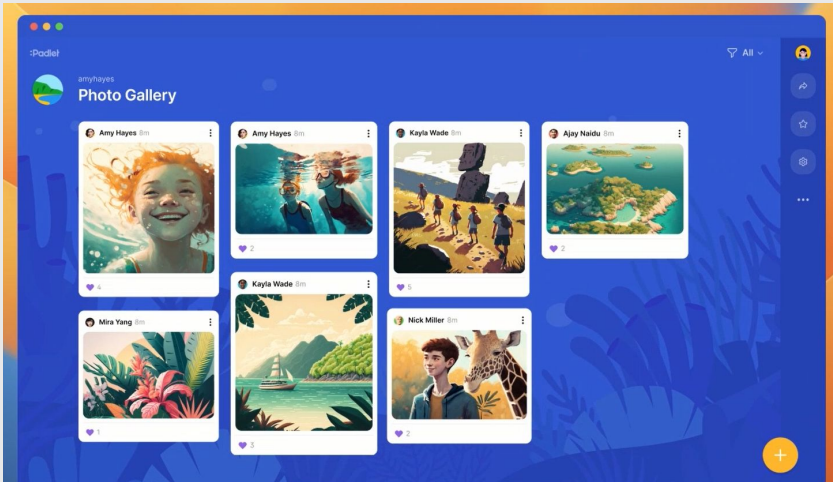 :Padlet
All
amyhayes
Photo Gallery
Amy Hayes 8m
4
Amy Hayes 8m
2
Kayla Wade 8m
5
Ajay Naidu 8m
2
Mira Yang 8m
1
Kayla Wade 8m
3
Nick Miller 8m
2